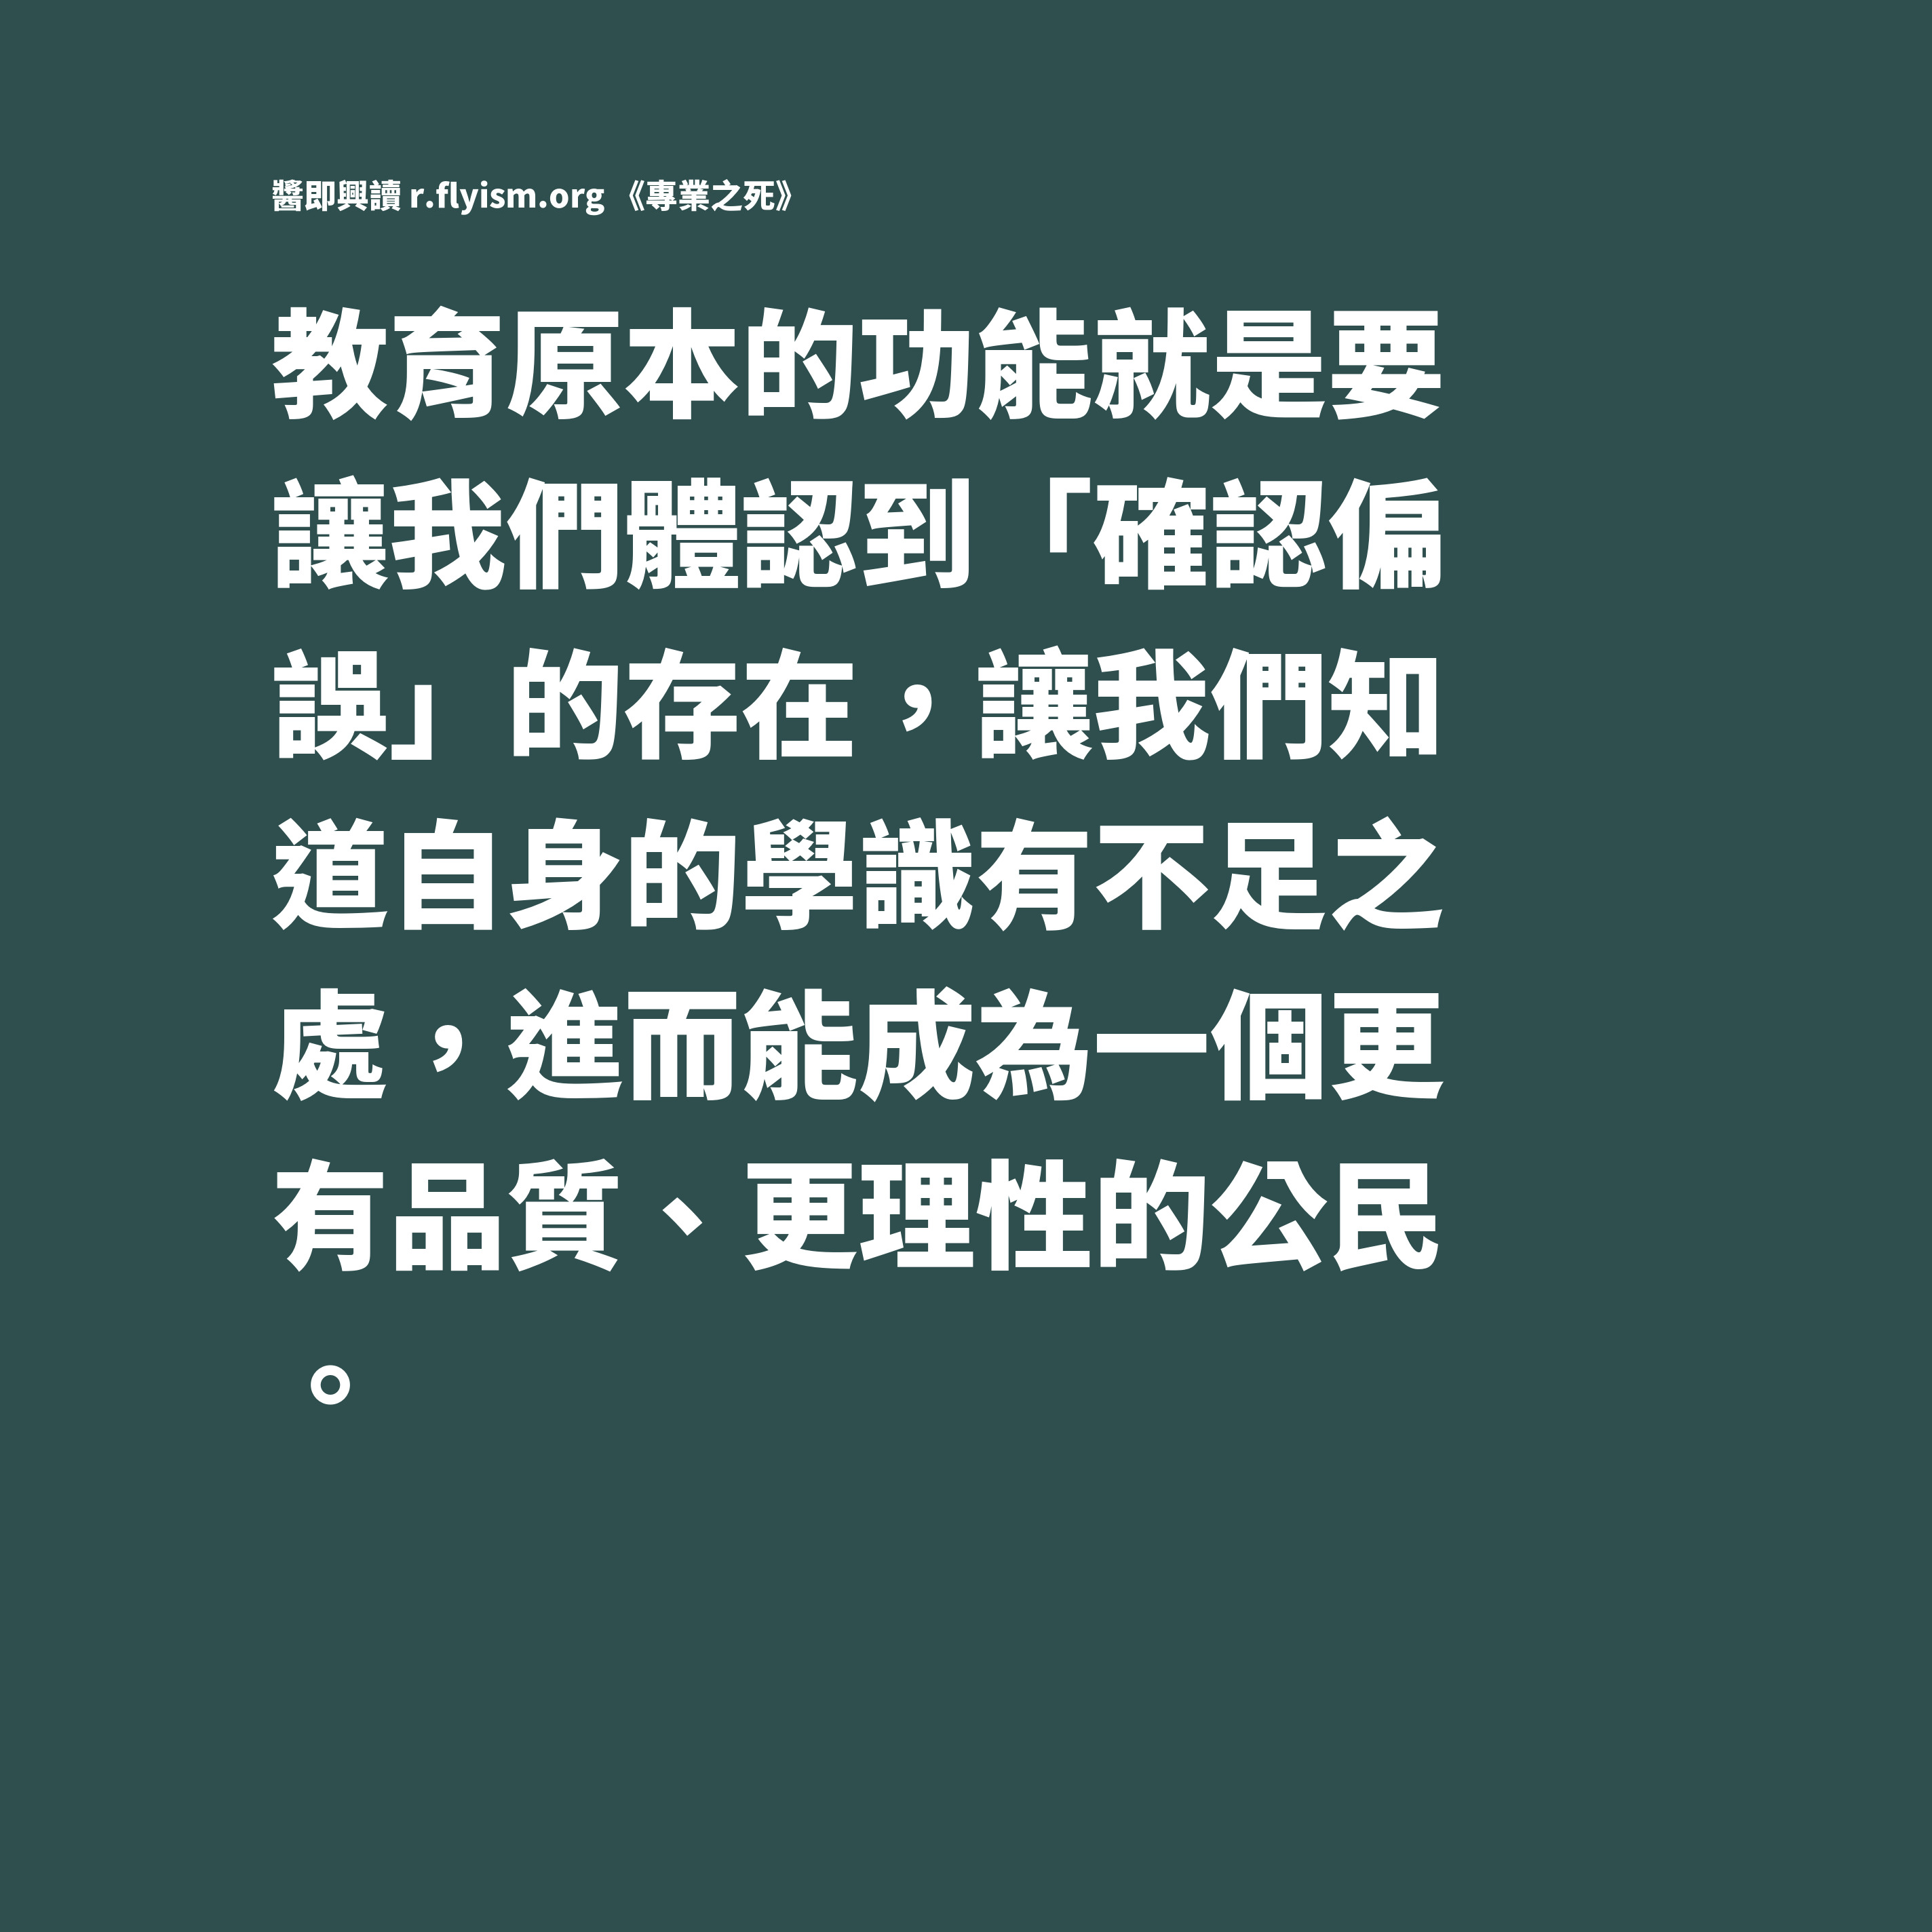 醫即興讀 r.flyism.org 《專業之死》
教育原本的功能就是要
讓我們體認到「確認偏
誤」的存在，讓我們知
道自身的學識有不足之
處，進而能成為一個更
有品質、更理性的公民
。